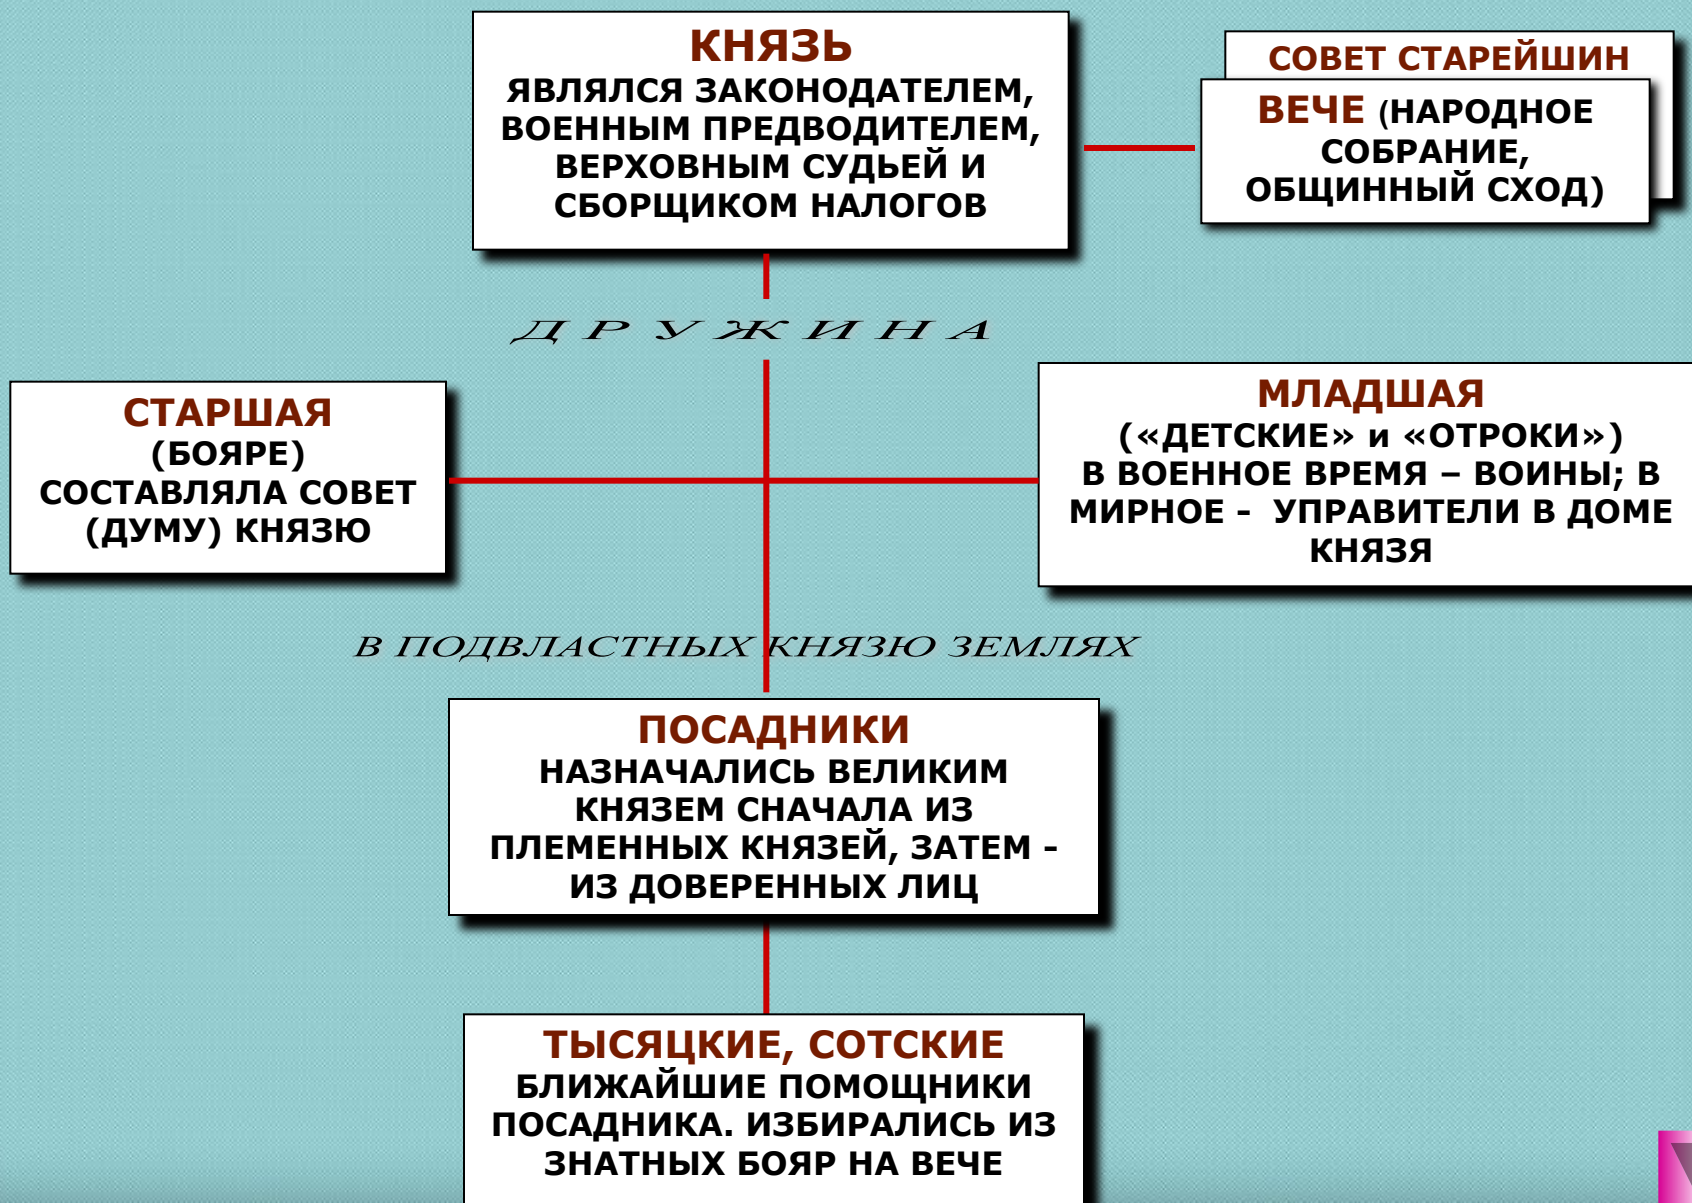 КНЯЗЬ
ЯВЛЯЛСЯ ЗАКОНОДАТЕЛЕМ,
ВОЕННЫМ ПРЕДВОДИТЕЛЕМ,
ВЕРХОВНЫМ СУДЬЕЙ И
СБОРЩИКОМ НАЛОГОВ
СОВЕТ СТАРЕЙШИН
ВЕЧЕ (НАРОДНОЕ
СОБРАНИЕ,
ОБЩИННЫЙ СХОД)
ДРУЖИНА
СТАРШАЯ
(БОЯРЕ)
СОСТАВЛЯЛА СОВЕТ
(ДУМУ) КНЯЗЮ
МЛАДШАЯ
(«ДЕТСКИЕ» и «ОТРОКИ»)
В ВОЕННОЕ ВРЕМЯ – ВОИНЫ; В
МИРНОЕ - УПРАВИТЕЛИ В ДОМЕ
КНЯЗЯ
В ПОДВЛАСТНЫХ КНЯЗЮ ЗЕМЛЯХ
ПОСАДНИКИ
НАЗНАЧАЛИСЬ ВЕЛИКИМ
КНЯЗЕМ СНАЧАЛА ИЗ
ПЛЕМЕННЫХ КНЯЗЕЙ, ЗАТЕМ -
ИЗ ДОВЕРЕННЫХ ЛИЦ
ТЫСЯЦКИЕ, СОТСКИЕ
БЛИЖАЙШИЕ ПОМОЩНИКИ
ПОСАДНИКА. ИЗБИРАЛИСЬ ИЗ
ЗНАТНЫХ БОЯР НА ВЕЧЕ